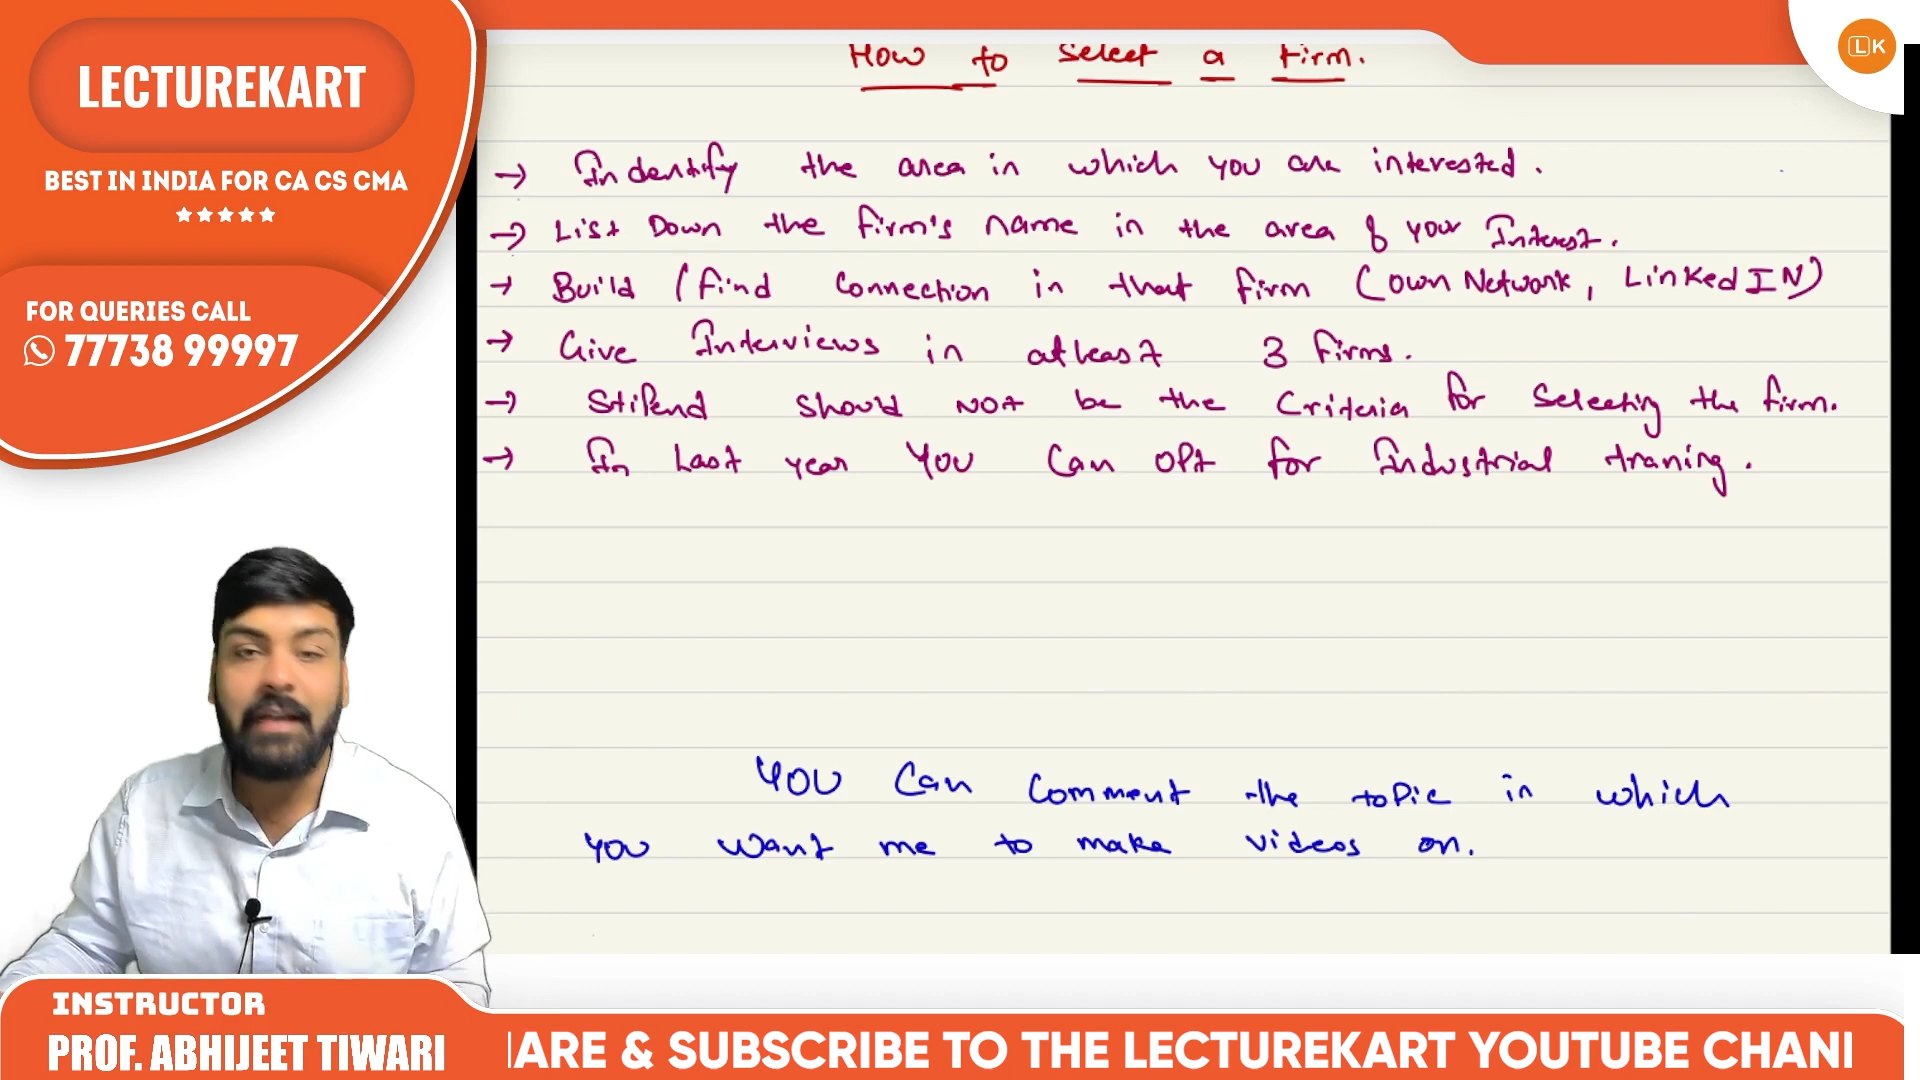 LECTUREKART
BEST IN INDIA FOR CA CS CMA
FOR QUERIES CALL
77738 99997
LK
How to select a firm.
→ Indentify the area in which you are interested.
→ List Down the firm's name in the area of your Interest.
→ Build / find Connection in that firm (own Network, LinkedIN)
→ Give Interviews in atleast 3 firms.
→ Stipend should NOT be the Criteria for selecting the firm.
→ In Last year YOU Can OPt for Industrial traning.
YOU Can Comment the toPic in which
you want me to make videos on.
INSTRUCTOR
PROF. ABHIJEET TIWARI
HARE & SUBSCRIBE TO THE LECTUREKART YOUTUBE CHANI